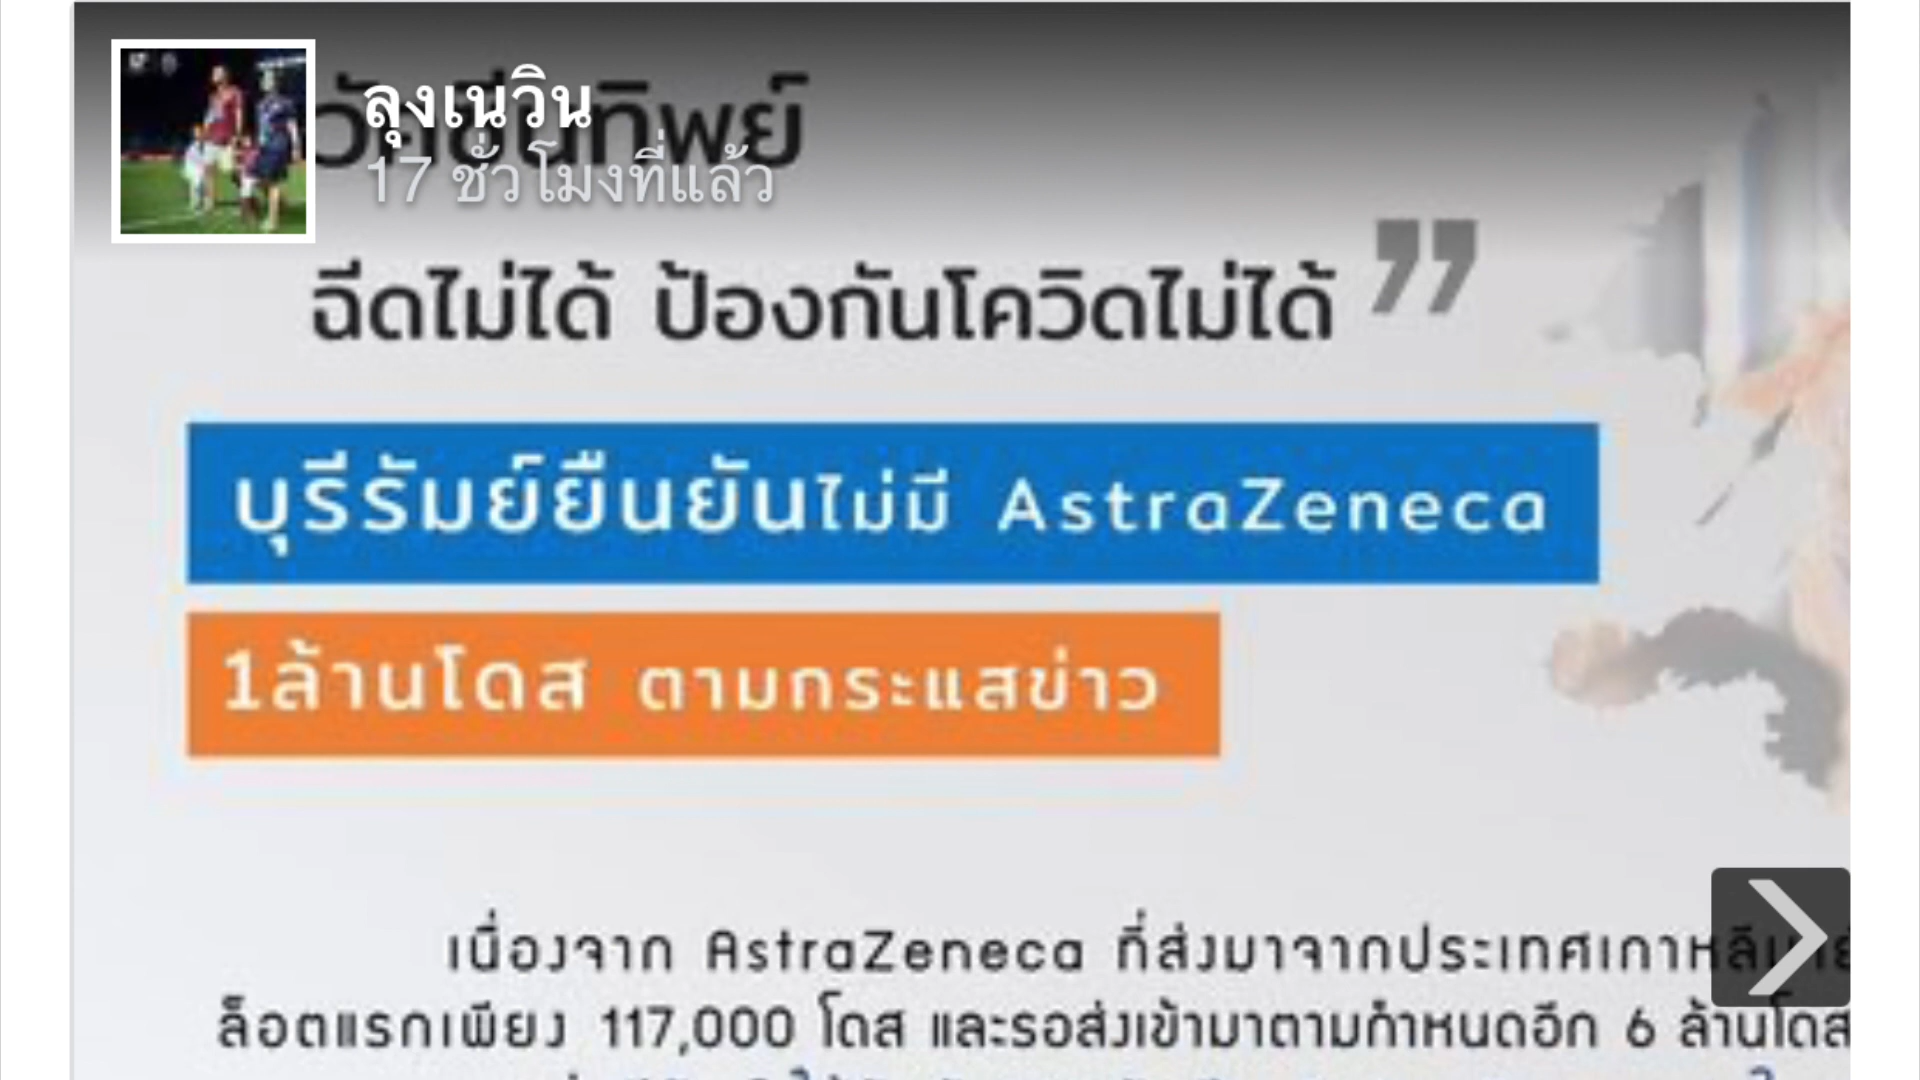 ลุงเนวิน
17 ชั่วโมงที่แล้ว
วัคซีนทิพย์
ฉีดไม่ได้ ป้องกันโควิดไม่ได้ ”
บุรีรัมย์ยืนยันไม่มี AstraZeneca
1ล้านโดส ตามกระแสข่าว
เนื่องจาก AstraZeneca ที่ส่งมาจากประเทศเกาหลี
ล็อตแรกเพียง 117,000 โดส และรอส่งเข้ามาตามกำหนดอีก 6 ล้านโดส